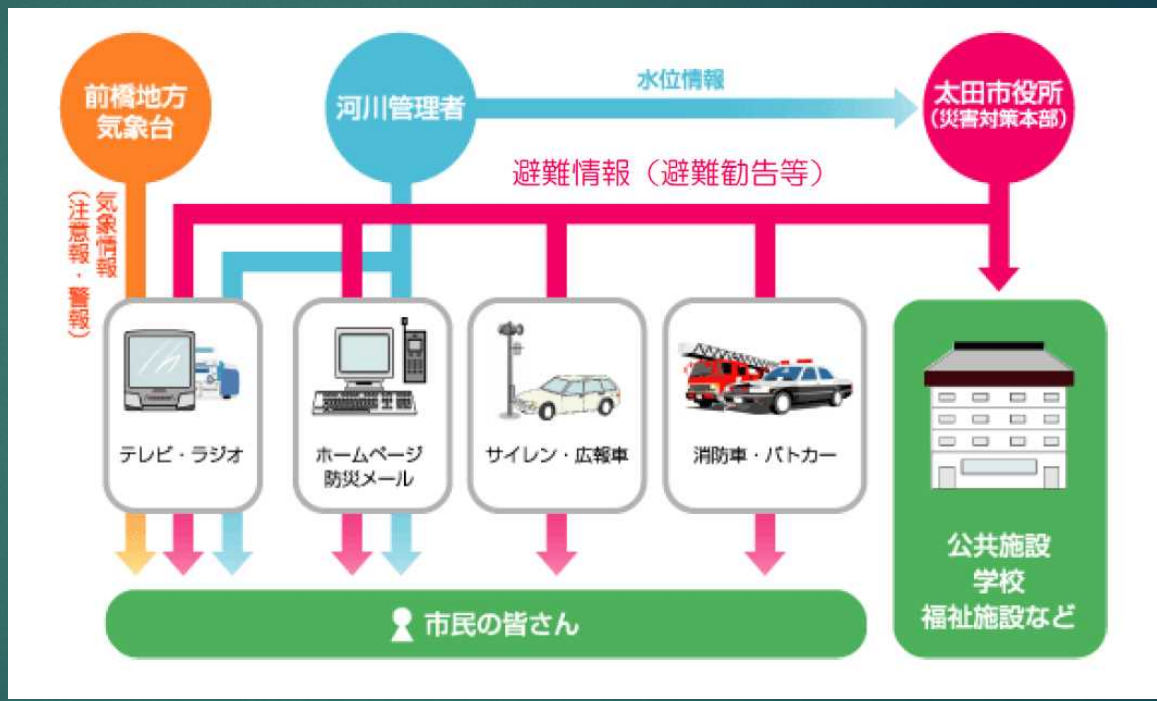 前橋地方
気象台
河川管理者
水位情報
太田市役所
(災害対策本部)
避難情報（避難勧告等）
気象情報
(注意報・警報)
テレビ・ラジオ
ホームページ
防災メール
サイレン・広報車
消防車・パトカー
公共施設
学校
福祉施設など
市民の皆さん